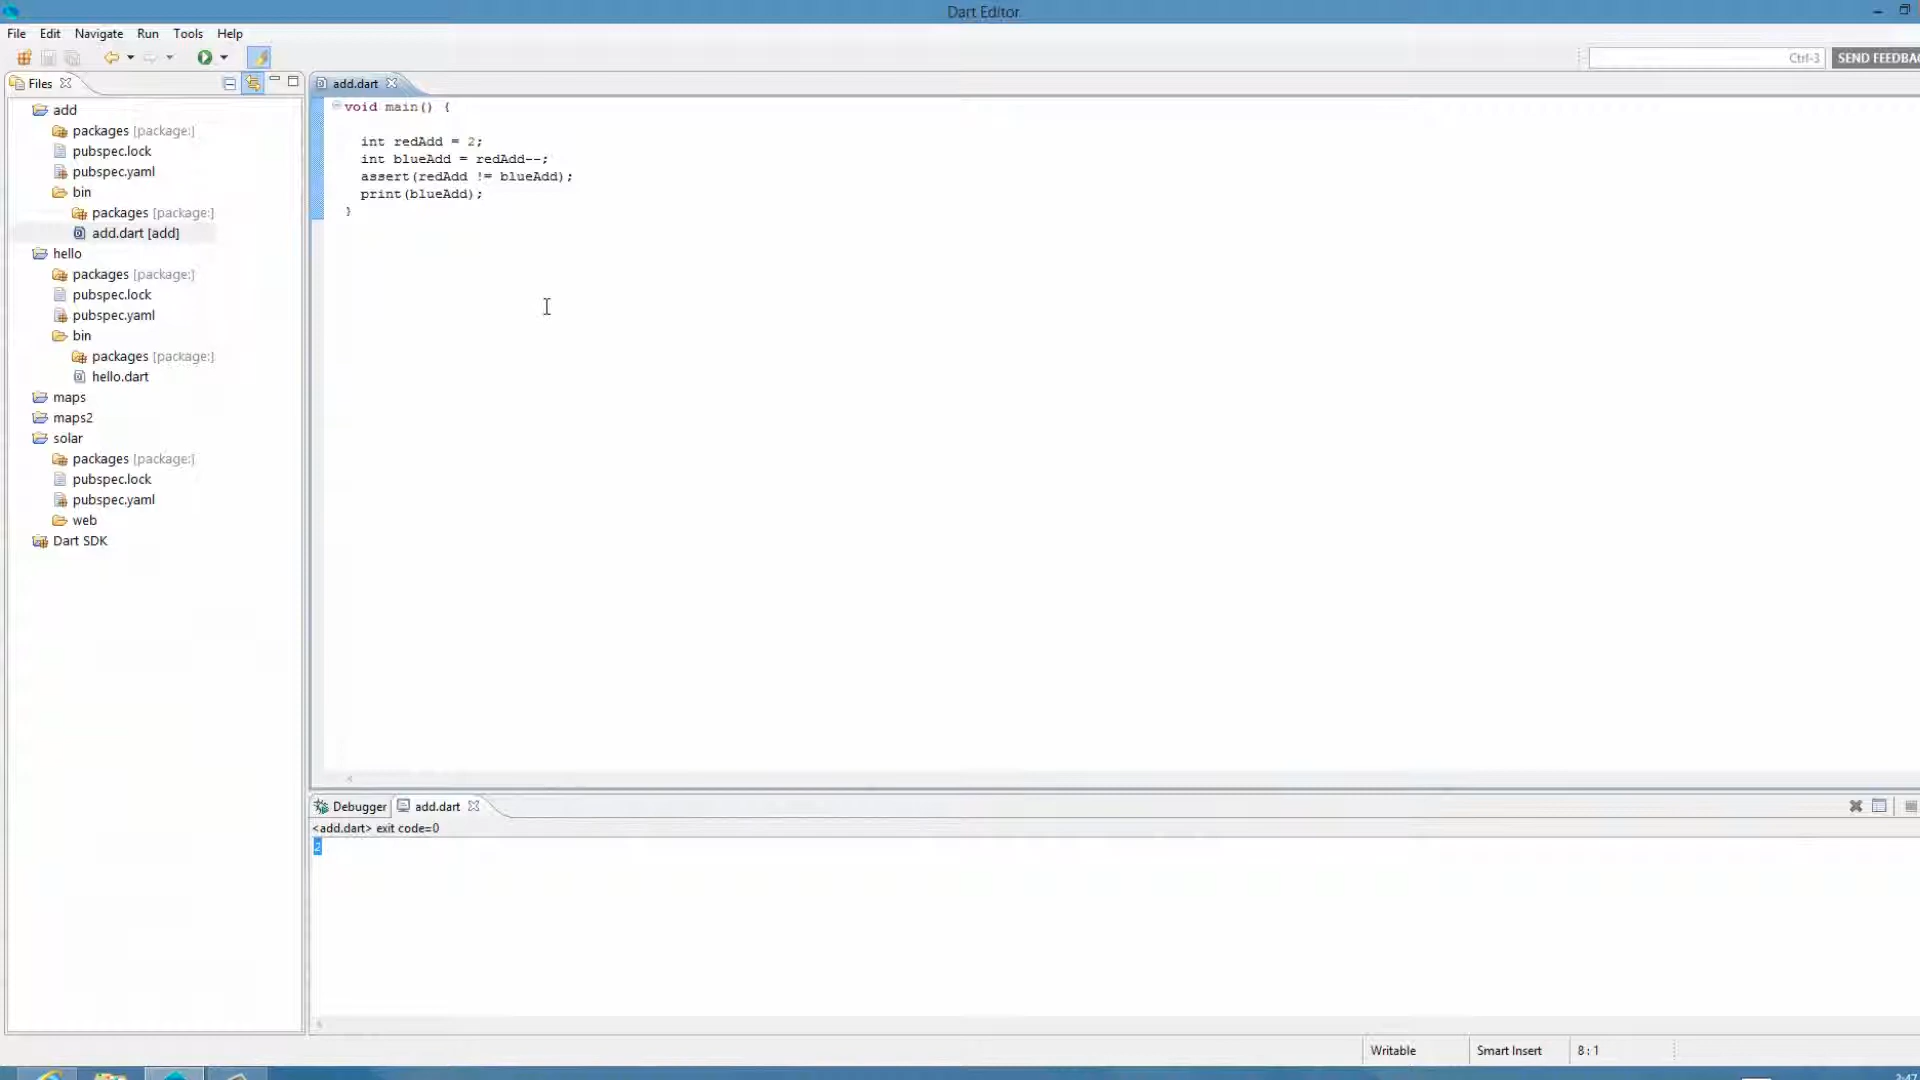 Dart Editor
File Edit Navigate Run Tools Help
Ctrl-3 SEND FEEDBAC
Files
add.dart
add
packages [package:]
pubspec.lock
pubspec.yaml
bin
packages [package:]
add.dart [add]
hello
packages [package:]
pubspec.lock
pubspec.yaml
bin
packages [package:]
hello.dart
maps
maps2
solar
packages [package:]
pubspec.lock
pubspec.yaml
web
Dart SDK
void main() {
int redAdd = 2;
int blueAdd = redAdd--;
assert(redAdd != blueAdd);
print(blueAdd);
}
Debugger add.dart
<add.dart> exit code=0
2
Writable Smart Insert 8 : 1